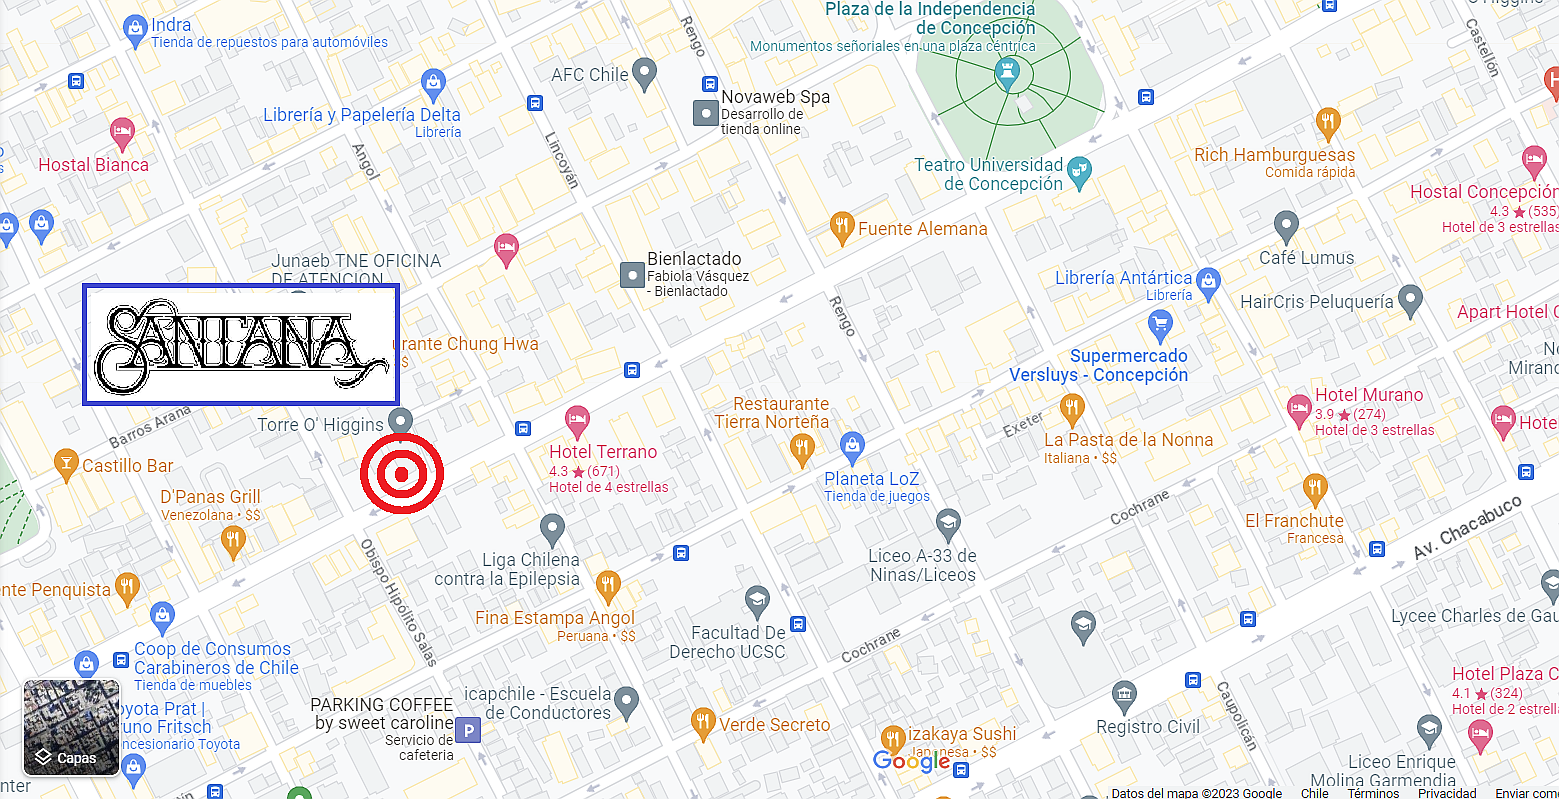 Indra
Tienda de repuestos para automóviles
Plaza de la Independencia
de Concepción
Monumentos señoriales en una plaza céntrica
Rengo
Castellón
AFC Chile
Librería y Papelería Delta
Librería
Novaweb Spa
Desarrollo de
tienda online
Hostal Bianca
Angol
Lincoyán
Teatro Universidad
de Concepción
Rich Hamburguesas
Comida rápida
Hostal Concepción
4.3 ★ (535)
Hotel de 3 estrellas
Fuente Alemana
Café Lumus
Junaeb TNE OFICINA
DE ATENCION
Bienlactado
Fabiola Vásquez
- Bienlactado
Librería Antártica
Librería
HairCris Peluquería
Apart Hotel
SANTANA
Rengo
urante Chung Hwa
$
Supermercado
Versluys - Concepción
Barros Arana
Torre O' Higgins
Restaurante
Tierra Norteña
Exeter
Hotel Murano
3.9 ★ (274)
Hotel de 3 estrellas
Hote
Castillo Bar
Hotel Terrano
4.3 ★ (671)
Hotel de 4 estrellas
La Pasta de la Nonna
Italiana • $$
Planeta LoZ
Tienda de juegos
D'Panas Grill
Venezolana • $$
Cochrane
El Franchute
Francesa
Av. Chacabuco
Liga Chilena
contra la Epilepsia
Liceo A-33 de
Ninas/Liceos
Obispo Hipólito Salas
nte Penquista
Fina Estampa Angol
Peruana • $$
Facultad De
Derecho UCSC
Cochrane
Lycee Charles de Gau
Coop de Consumos
Carabineros de Chile
Tienda de muebles
Hotel Plaza C
4.1 ★ (324)
Hotel de 2 estrellas
PARKING COFFEE
by sweet caroline
Servicio de
cafeteria
P
icapchile - Escuela
de Conductores
Verde Secreto
Registro Civil
Caupolicán
oyota Prat |
uno Fritsch
ncesionario Toyota
Capas
izakaya Sushi
Japonesa • $$
Google
Liceo Enrique
Molina Garmendia
Datos del mapa ©2023 Google Chile Términos Privacidad Enviar com